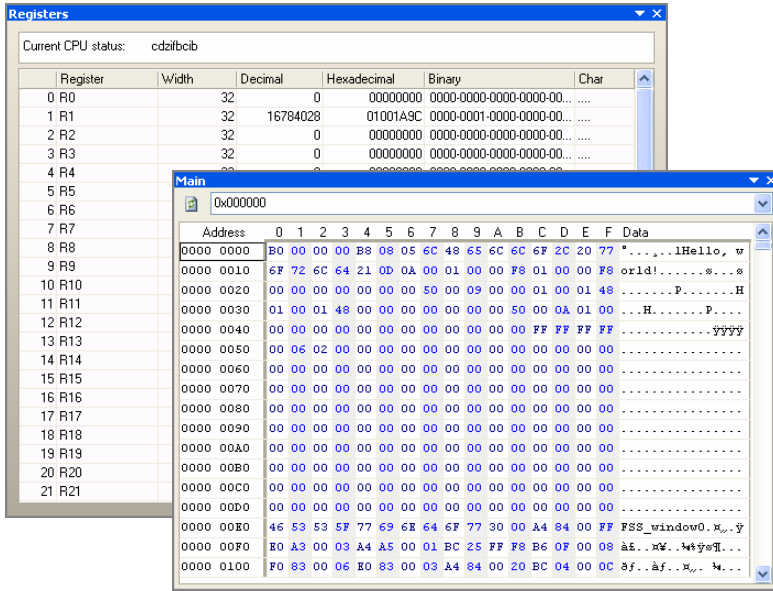 Registers
Current CPU status: cdzifbcib
Register Width Decimal Hexadecimal Binary Char
0 R0 32 0 00000000 0000-0000-0000-0000-00... ....
1 R1 32 16784028 01001A9C 0000-0001-0000-0000-00... ....
2 R2 32 0 00000000 0000-0000-0000-0000-00... ....
3 R3 32 0 00000000 0000-0000-0000-0000-00... ....
4 R4
5 R5
6 R6
7 R7
8 R8
9 R9
10 R10
11 R11
12 R12
13 R13
14 R14
15 R15
16 R16
17 R17
18 R18
19 R19
20 R20
21 R21
Main
0x000000
Address 0 1 2 3 4 5 6 7 8 9 A B C D E F Data
0000 0000 B0 00 00 00 B8 08 05 6C 48 65 6C 6C 6F 2C 20 77 °...¸..lHello, w
0000 0010 6F 72 6C 64 21 0D 0A 00 01 00 00 F8 01 00 00 F8 orld!......ø...ø
0000 0020 00 00 00 00 00 00 00 50 00 09 00 00 01 00 01 48 .......P.......H
0000 0030 01 00 01 48 00 00 00 00 00 00 00 50 00 0A 01 00 ...H.......P....
0000 0040 00 00 00 00 00 00 00 00 00 00 00 00 FF FF FF FF ............ÿÿÿÿ
0000 0050 00 06 02 00 00 00 00 00 00 00 00 00 00 00 00 00 ................
0000 0060 00 00 00 00 00 00 00 00 00 00 00 00 00 00 00 00 ................
0000 0070 00 00 00 00 00 00 00 00 00 00 00 00 00 00 00 00 ................
0000 0080 00 00 00 00 00 00 00 00 00 00 00 00 00 00 00 00 ................
0000 0090 00 00 00 00 00 00 00 00 00 00 00 00 00 00 00 00 ................
0000 00A0 00 00 00 00 00 00 00 00 00 00 00 00 00 00 00 00 ................
0000 00B0 00 00 00 00 00 00 00 00 00 00 00 00 00 00 00 00 ................
0000 00C0 00 00 00 00 00 00 00 00 00 00 00 00 00 00 00 00 ................
0000 00D0 00 00 00 00 00 00 00 00 00 00 00 00 00 00 00 00 ................
0000 00E0 46 53 53 5F 77 69 6E 64 6F 77 30 00 A4 84 00 FF FSS_window0.¤„.ÿ
0000 00F0 E0 A3 00 03 A4 A5 00 01 BC 25 FF F8 B6 0F 00 08 à£..¤¥..¼%ÿø¶...
0000 0100 F0 83 00 06 E0 83 00 03 A4 84 00 20 BC 04 00 0C ðƒ..àƒ..¤„. ¼...